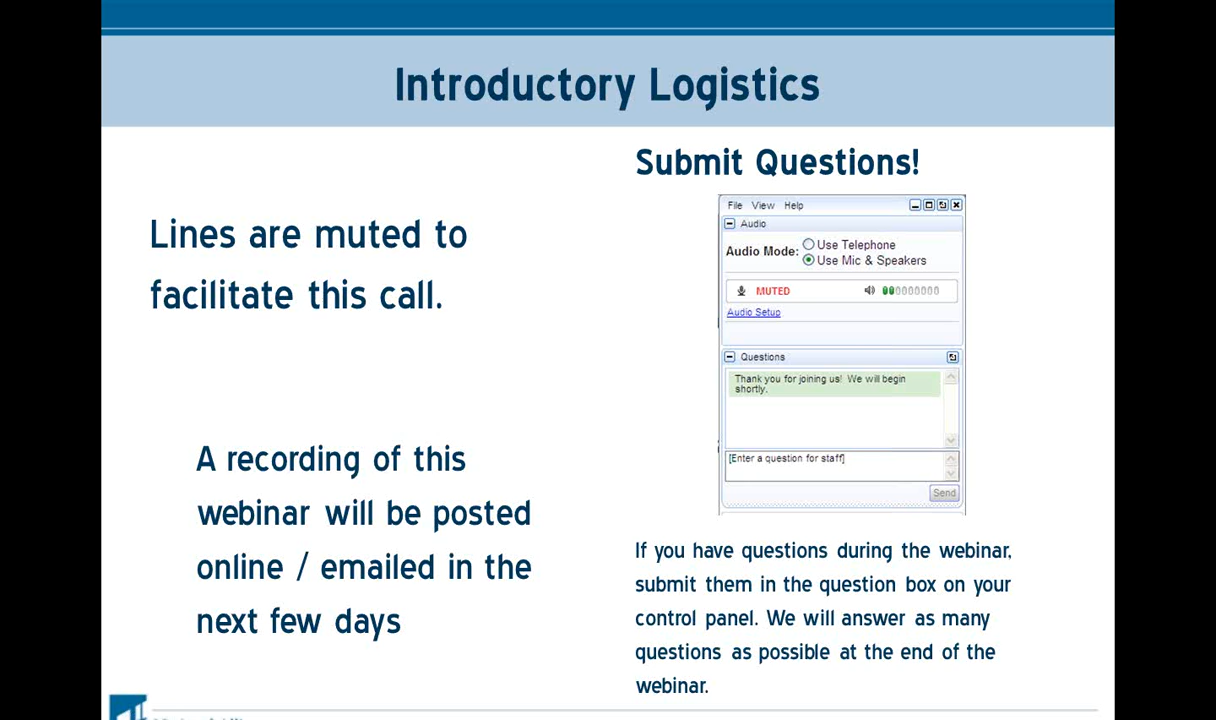 Introductory Logistics
Lines are muted to
facilitate this call.
A recording of this
webinar will be posted
online / emailed in the
next few days
Submit Questions!
File View Help
Audio
Audio Mode: Use Telephone
Use Mic & Speakers
MUTED
Audio Setup
Questions
Thank you for joining us! We will begin
shortly.
[Enter a question for staff]
Send
If you have questions during the webinar,
submit them in the question box on your
control panel. We will answer as many
questions as possible at the end of the
webinar.